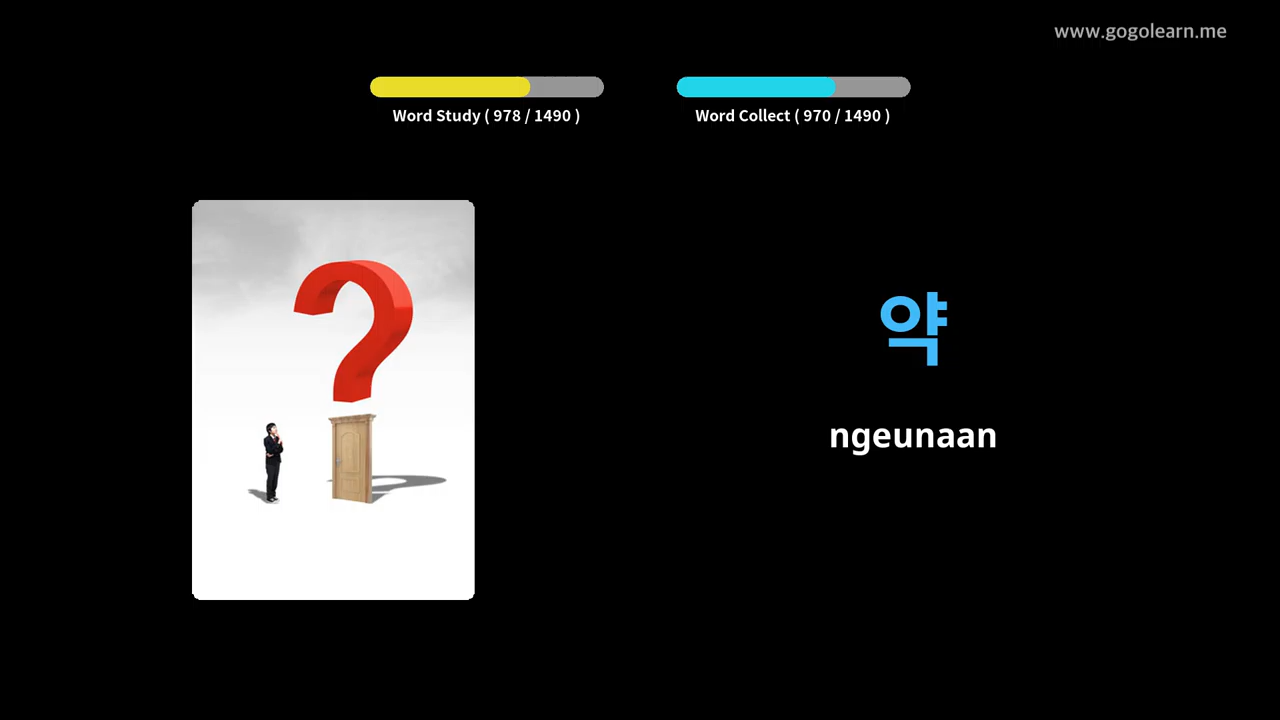 www.gogolearn.me
Word Study ( 978 / 1490 )
Word Collect ( 970 / 1490 )
?
약
ngeunaan